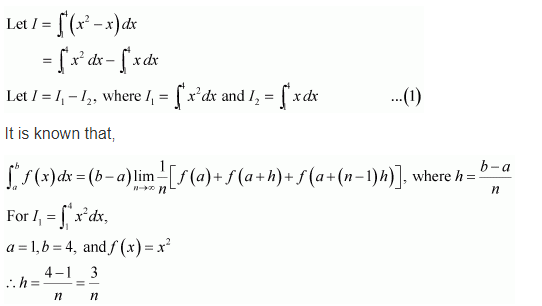 Let I = ∫₁⁴ (x² − x) dx
= ∫₁⁴ x² dx − ∫₁⁴ x dx
Let I = I₁ − I₂, where I₁ = ∫₁⁴ x² dx and I₂ = ∫₁⁴ x dx ...(1)
It is known that,
∫ₐᵇ f(x) dx = (b − a) lim_{n→∞} 1/n [f(a) + f(a + h) + f(a + (n − 1)h)], where h = (b − a)/n
For I₁ = ∫₁⁴ x² dx,
a = 1, b = 4, and f(x) = x²
∴ h = (4 − 1)/n = 3/n